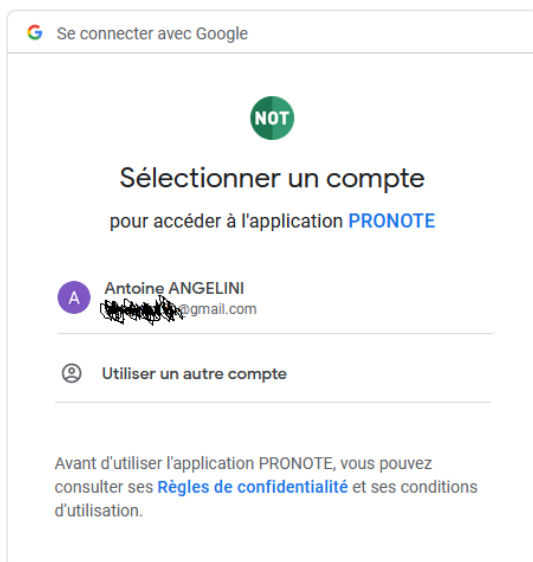 Se connecter avec Google
NOT
Sélectionner un compte
pour accéder à l'application PRONOTE
A
Antoine ANGELINI
@gmail.com
Utiliser un autre compte
Avant d'utiliser l'application PRONOTE, vous pouvez
consulter ses Règles de confidentialité et ses conditions
d'utilisation.